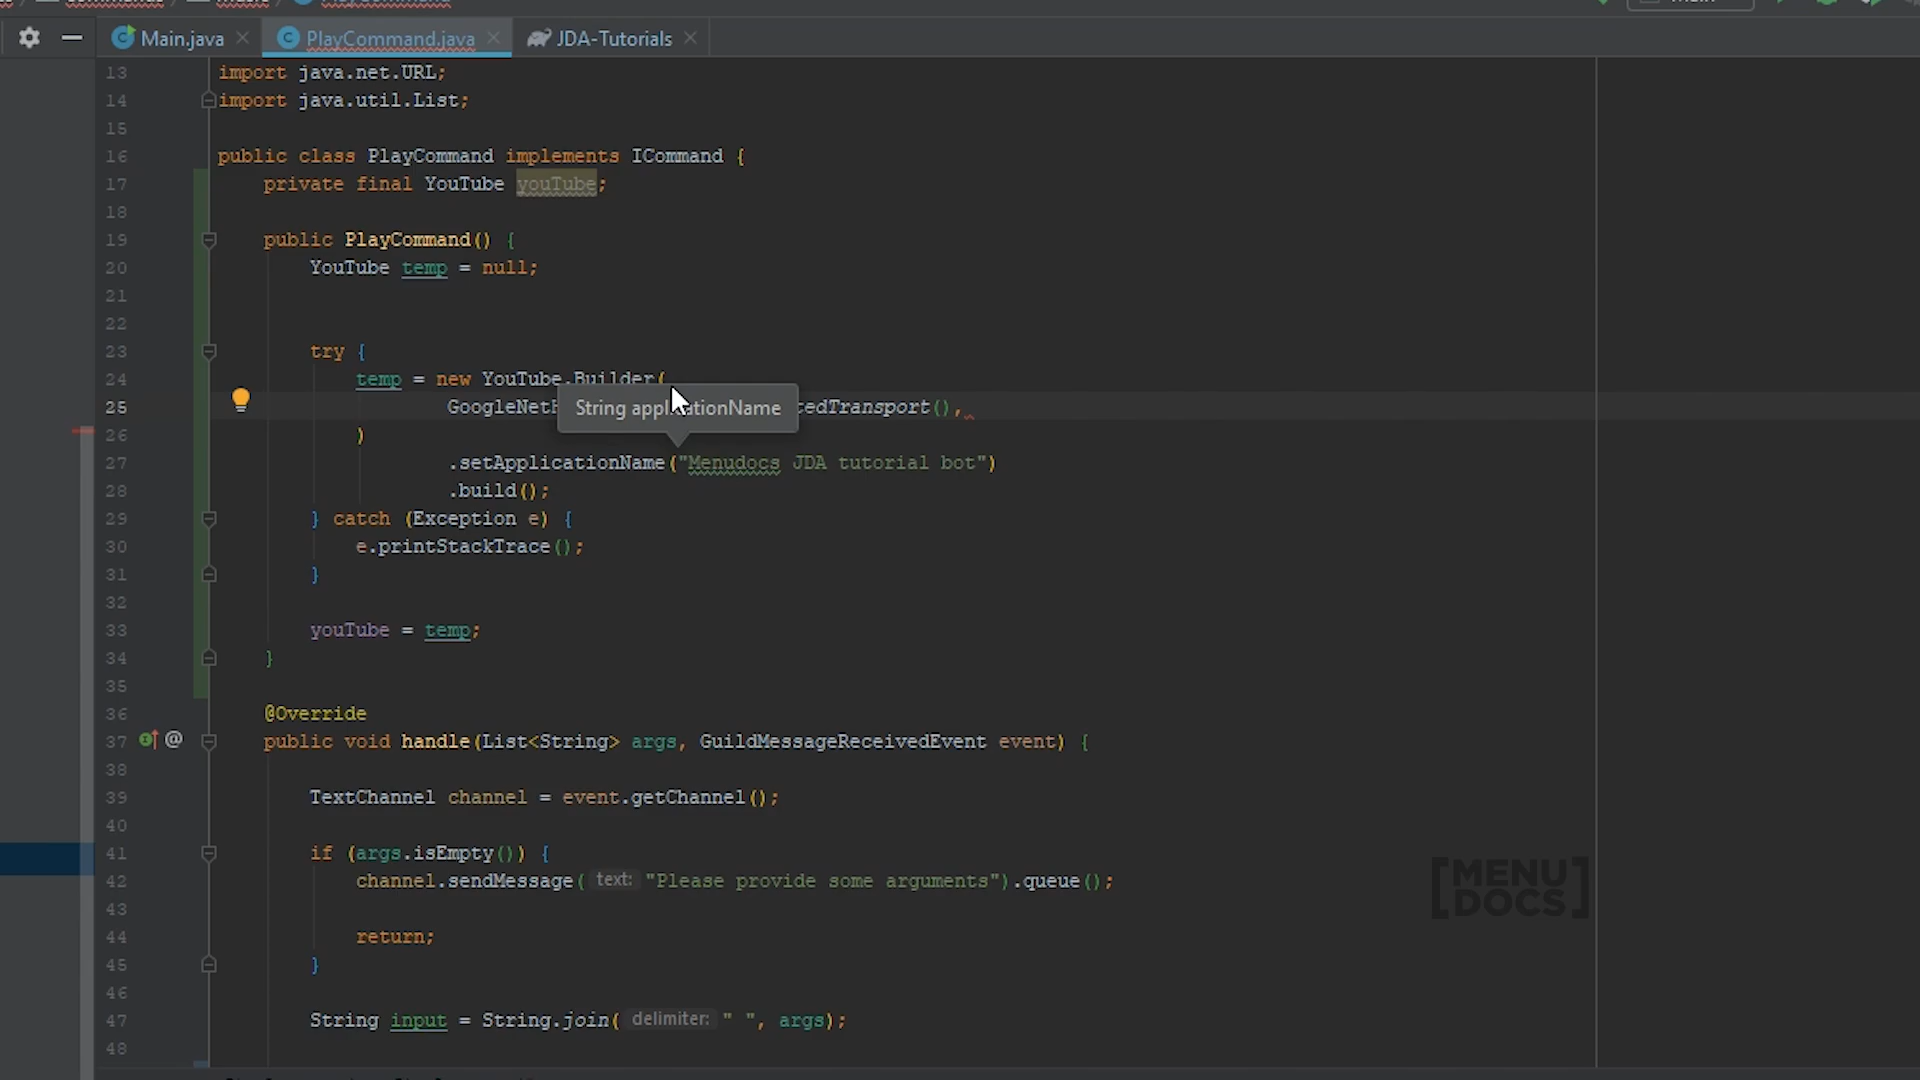 Main.java
PlayCommand.java
JDA-Tutorials
13 import java.net.URL;
14 import java.util.List;
15
16 public class PlayCommand implements ICommand {
17 private final YouTube youTube;
18
19 public PlayCommand() {
20 YouTube temp = null;
21
22
23 try {
24 temp = new YouTube.Builder(
25 tedTransport(),
String applicationName
26 )
27 .setApplicationName("Menudocs JDA tutorial bot")
28 .build();
29 } catch (Exception e) {
30 e.printStackTrace();
31 }
32
33 youTube = temp;
34 }
35
36 @Override
37 public void handle(List<String> args, GuildMessageReceivedEvent event) {
38
39 TextChannel channel = event.getChannel();
40
41 if (args.isEmpty()) {
42 channel.sendMessage( text: "Please provide some arguments").queue();
43
44 return;
45 }
46
47 String input = String.join( delimiter: " ", args);
48
[MENU
DOCS]